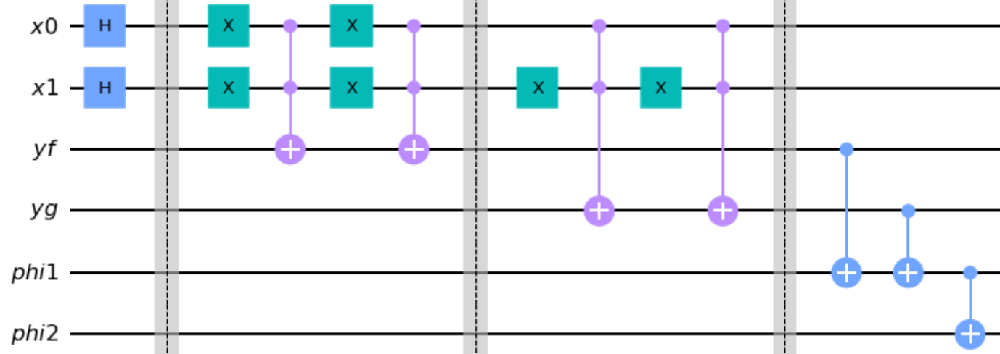 x0 H X X
x1 H X X X X
yf
yg
phi1
phi2